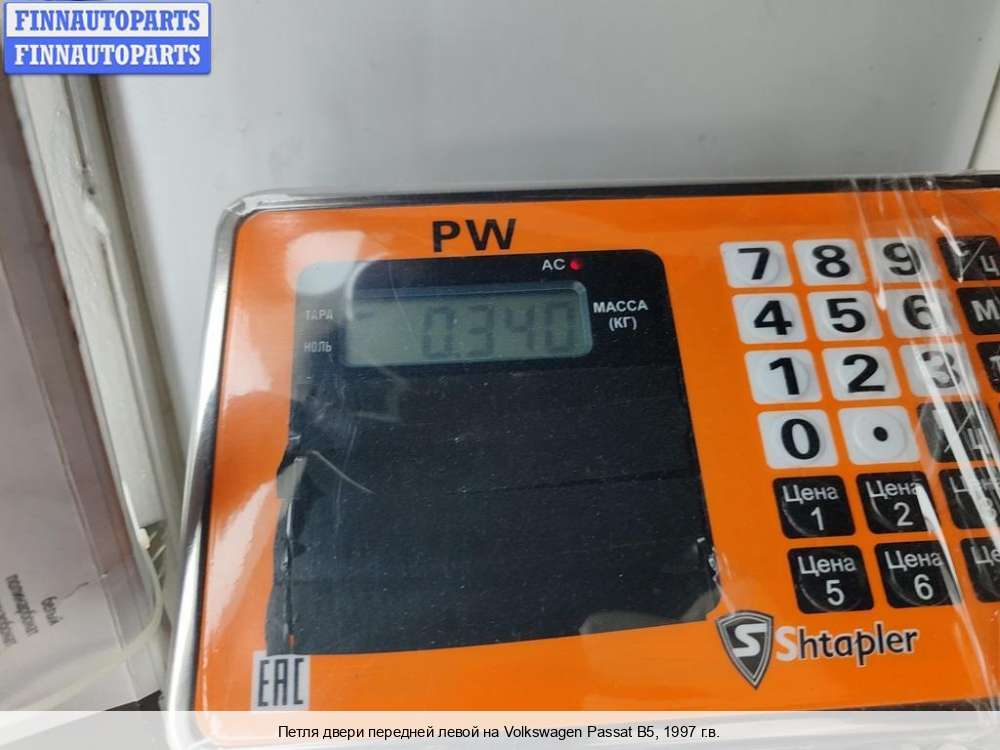 FINNAUTOPARTS
FINNAUTOPARTS
PW
AC
ТАРА
НОЛЬ
0.340
МАССА
(КГ)
7 8 9
4 5 6
1 2 3
0 .
Цена 1
Цена 2
Цена 5
Цена 6
Shtapler
EAC
белый
Петля двери передней левой на Volkswagen Passat B5, 1997 г.в.